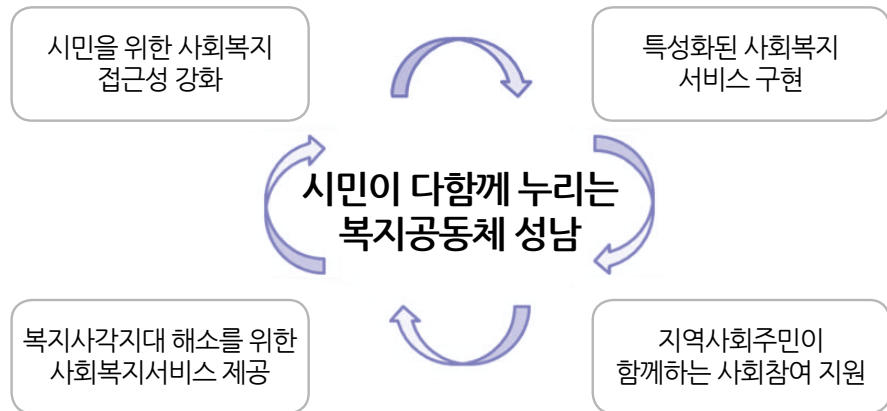 시민을 위한 사회복지
접근성 강화
특성화된 사회복지
서비스 구현
시민이 다함께 누리는
복지공동체 성남
복지사각지대 해소를 위한
사회복지서비스 제공
지역사회주민이
함께하는 사회참여 지원